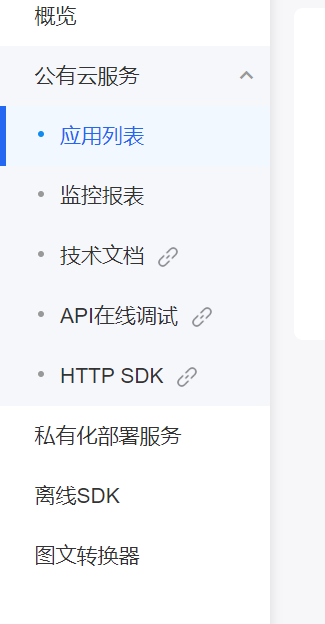 概览
公有云服务
应用列表
监控报表
技术文档
API在线调试
HTTP SDK
私有化部署服务
离线SDK
图文转换器